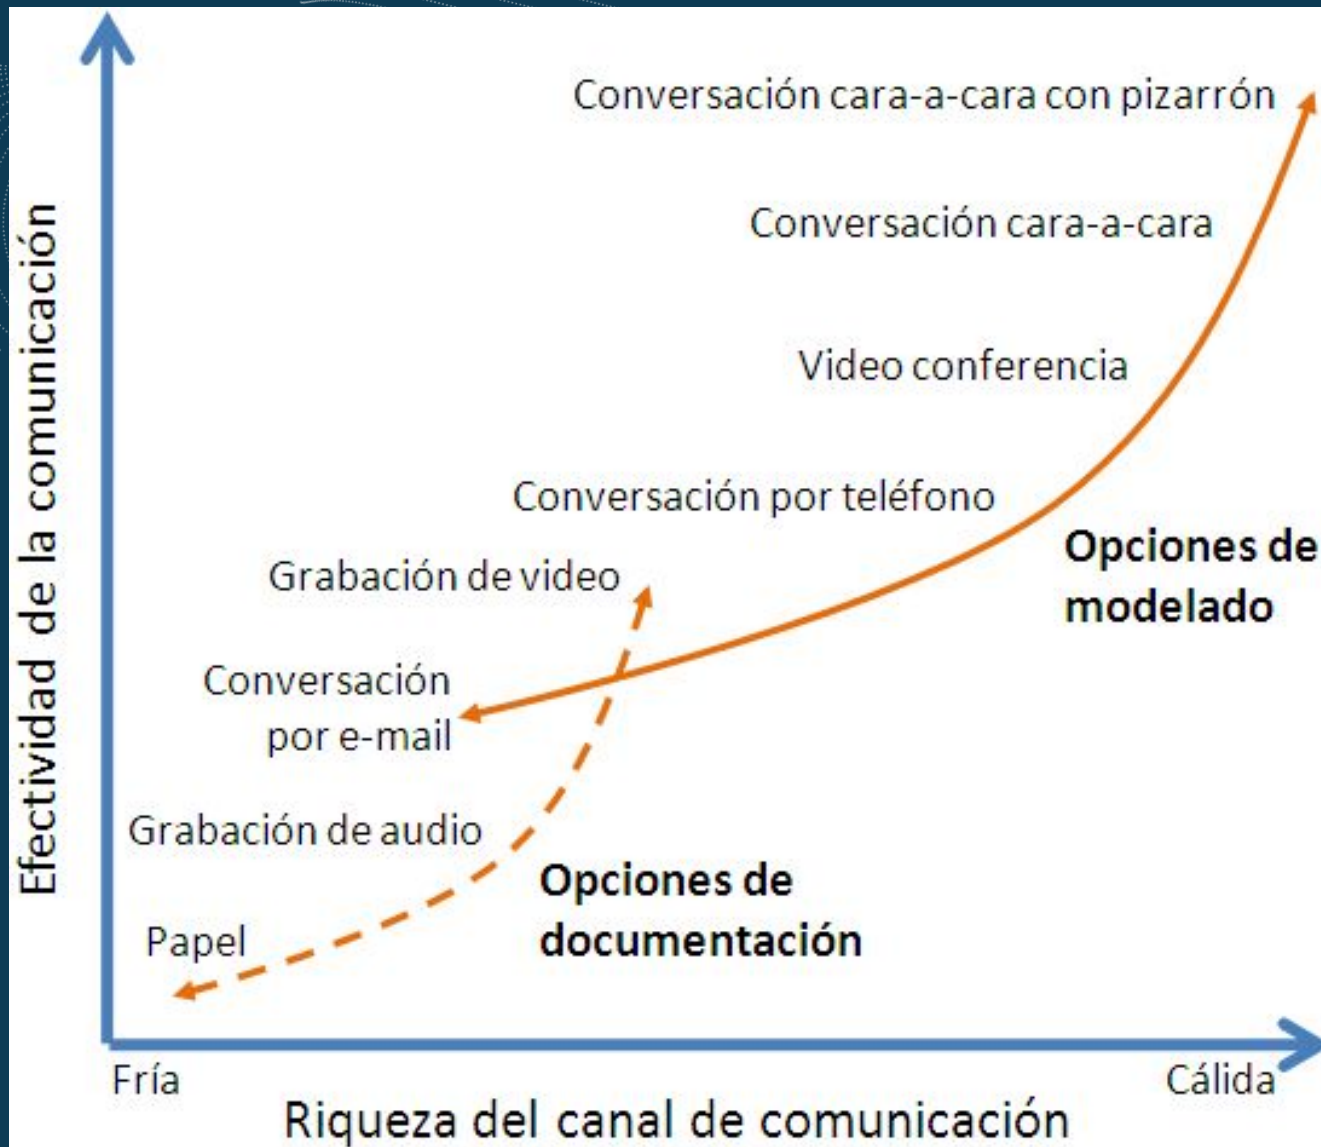 Conversación cara-a-cara con pizarrón
Conversación cara-a-cara
Video conferencia
Conversación por teléfono
Opciones de
modelado
Grabación de video
Conversación
por e-mail
Grabación de audio
Opciones de
documentación
Papel
Efectividad de la comunicación
Fría
Cálida
Riqueza del canal de comunicación